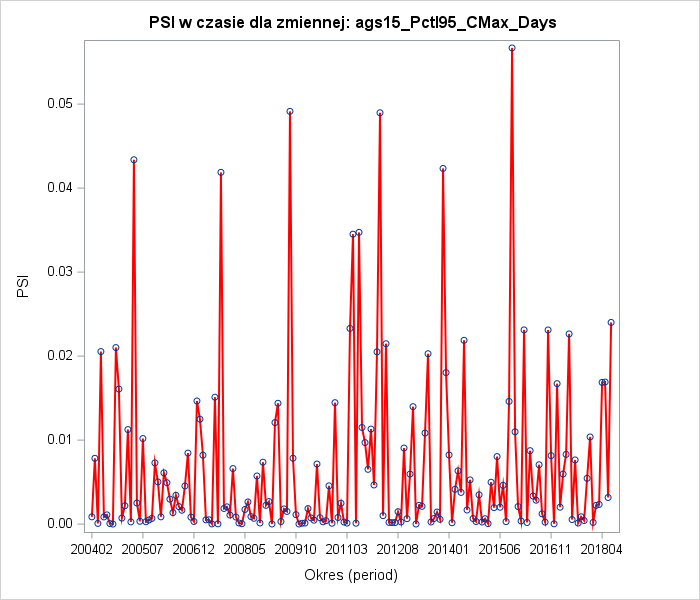 PSI w czasie dla zmiennej: ags15_Pctl95_CMax_Days
0.05
0.04
0.03
0.02
0.01
0.00
PSI
200402 200507 200612 200805 200910 201103 201208 201401 201506 201611 201804
Okres (period)